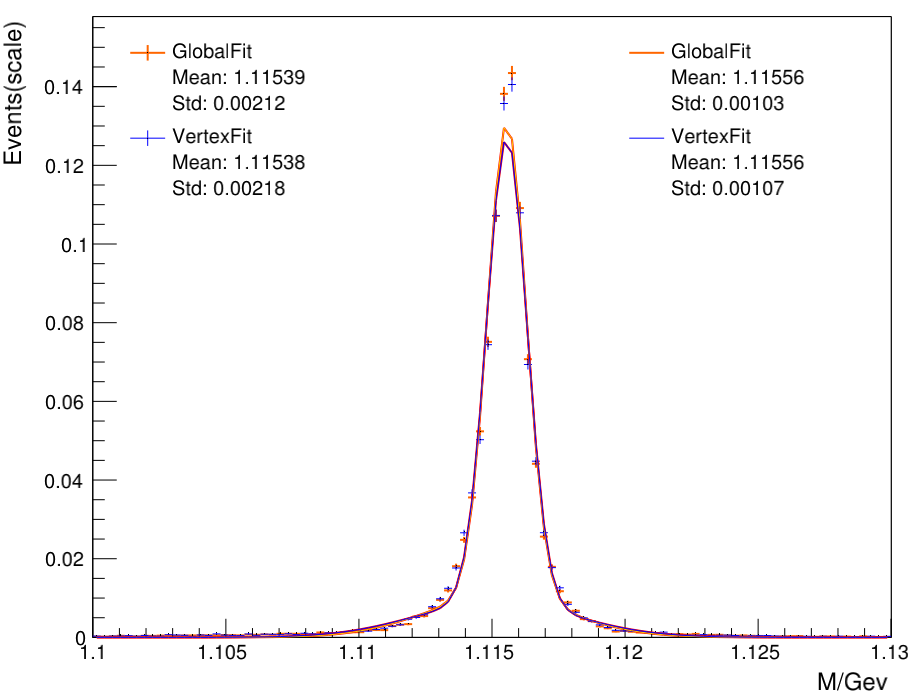 Events(scale)
GlobalFit
Mean: 1.11539
Std: 0.00212
VertexFit
Mean: 1.11538
Std: 0.00218
GlobalFit
Mean: 1.11556
Std: 0.00103
VertexFit
Mean: 1.11556
Std: 0.00107
0.14
0.12
0.1
0.08
0.06
0.04
0.02
0
1.1 1.105 1.11 1.115 1.12 1.125 1.13
M/Gev